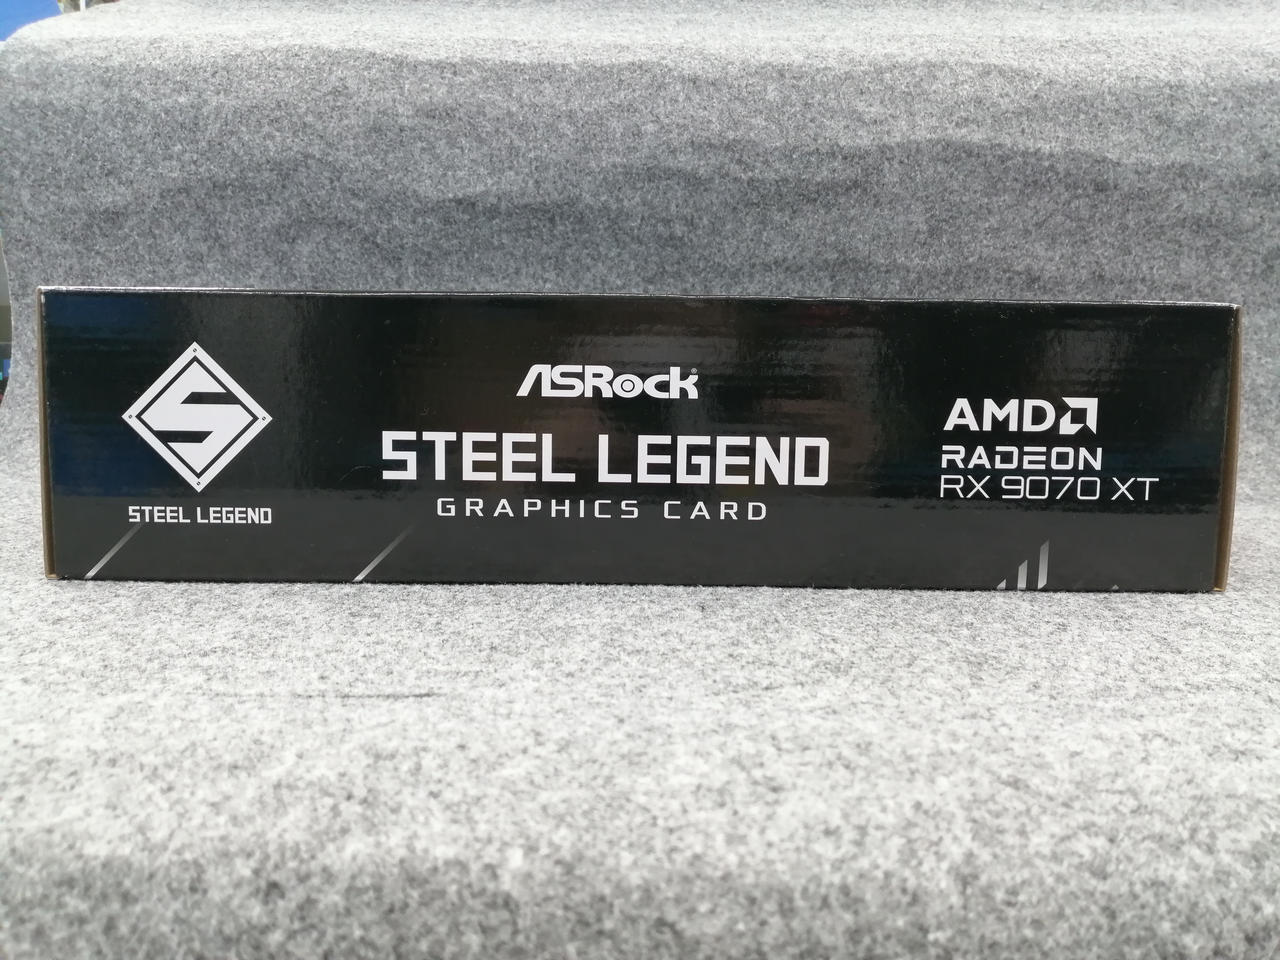 STEEL LEGEND
ASRock®
STEEL LEGEND
GRAPHICS CARD
AMD
RADEON
RX 9070 XT